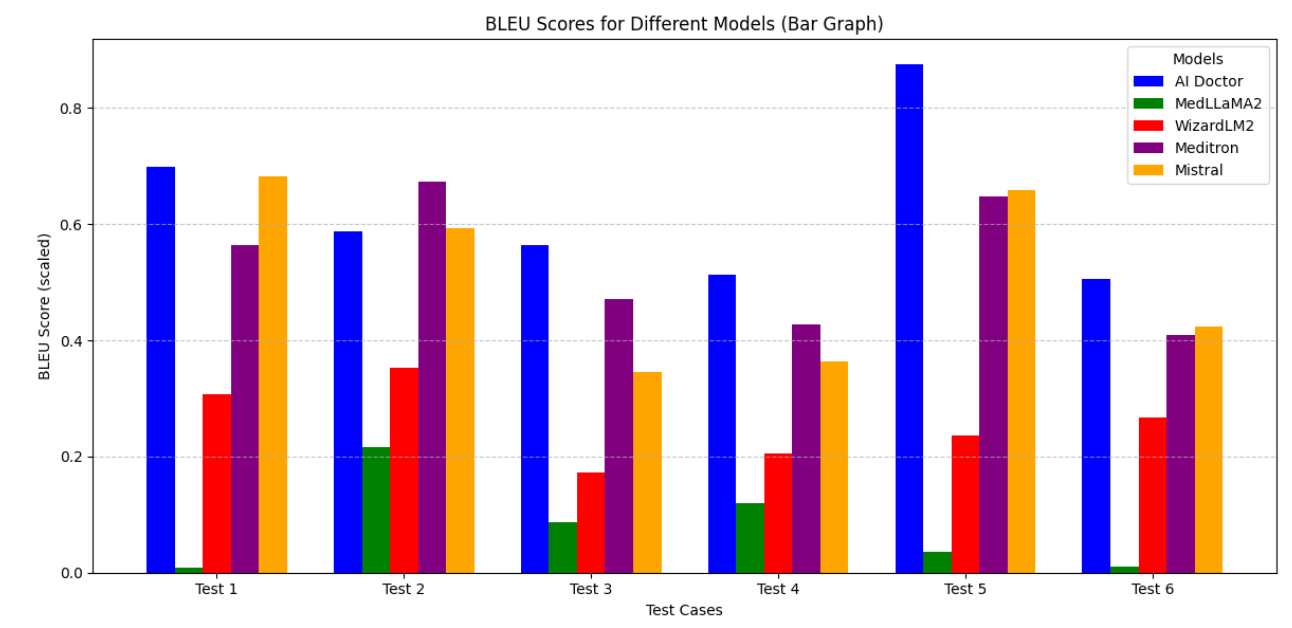 BLEU Scores for Different Models (Bar Graph)
Models
AI Doctor
MedLLaMA2
WizardLM2
Meditron
Mistral
BLEU Score (scaled)
0.8
0.6
0.4
0.2
0.0
Test 1
Test 2
Test 3
Test 4
Test 5
Test 6
Test Cases